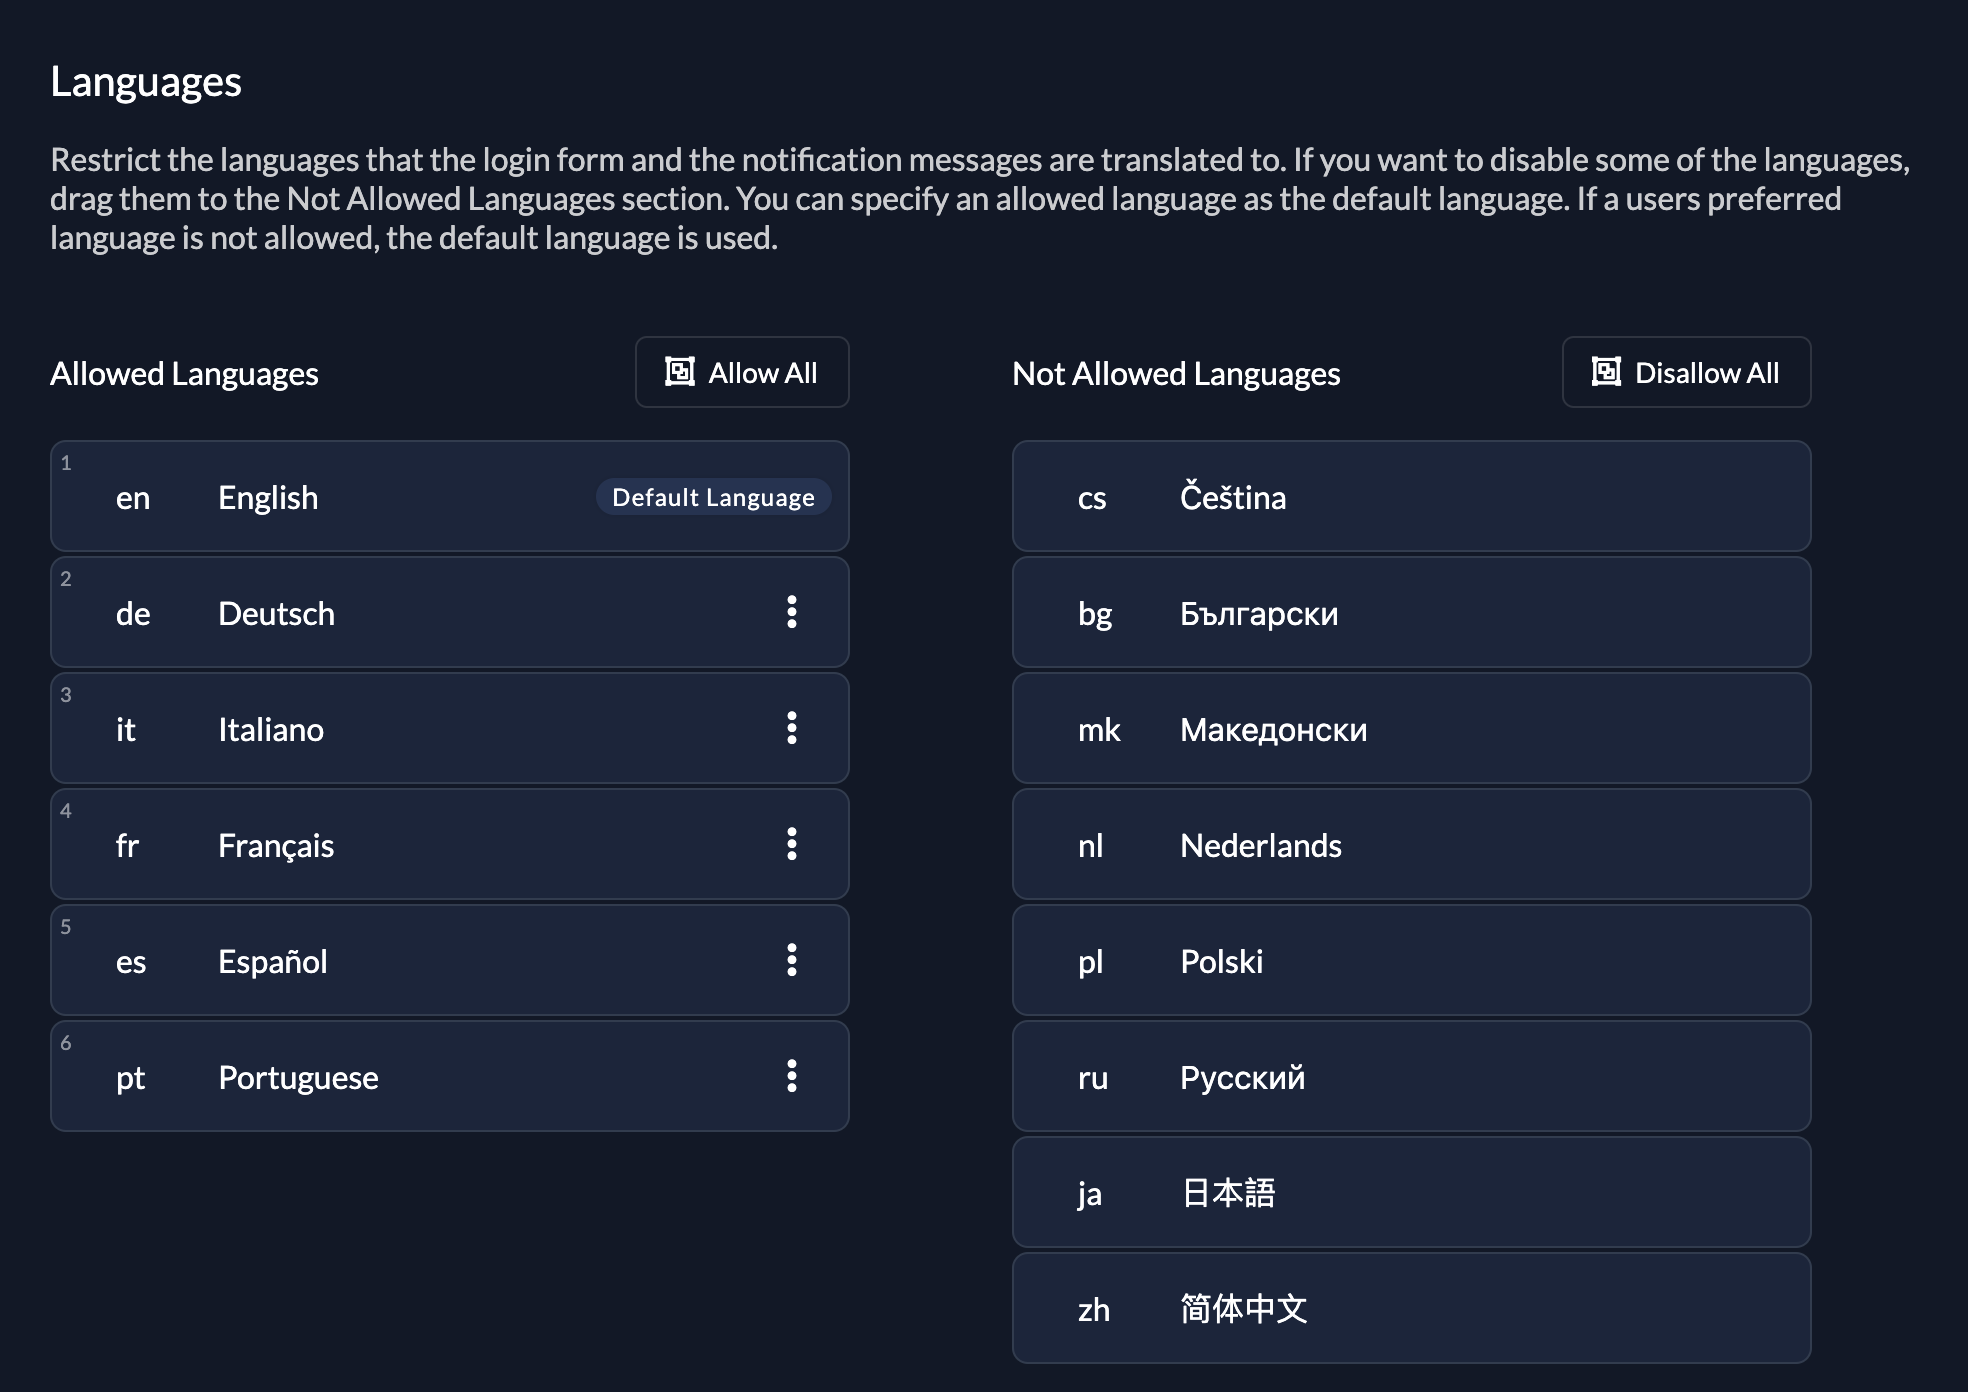 Languages
Restrict the languages that the login form and the notification messages are translated to. If you want to disable some of the languages,
drag them to the Not Allowed Languages section. You can specify an allowed language as the default language. If a users preferred
language is not allowed, the default language is used.
Allowed Languages
Allow All
1
en English Default Language
2
de Deutsch
3
it Italiano
4
fr Français
5
es Español
6
pt Portuguese
Not Allowed Languages
Disallow All
cs Čeština
bg Български
mk Македонски
nl Nederlands
pl Polski
ru Русский
ja 日本語
zh 简体中文